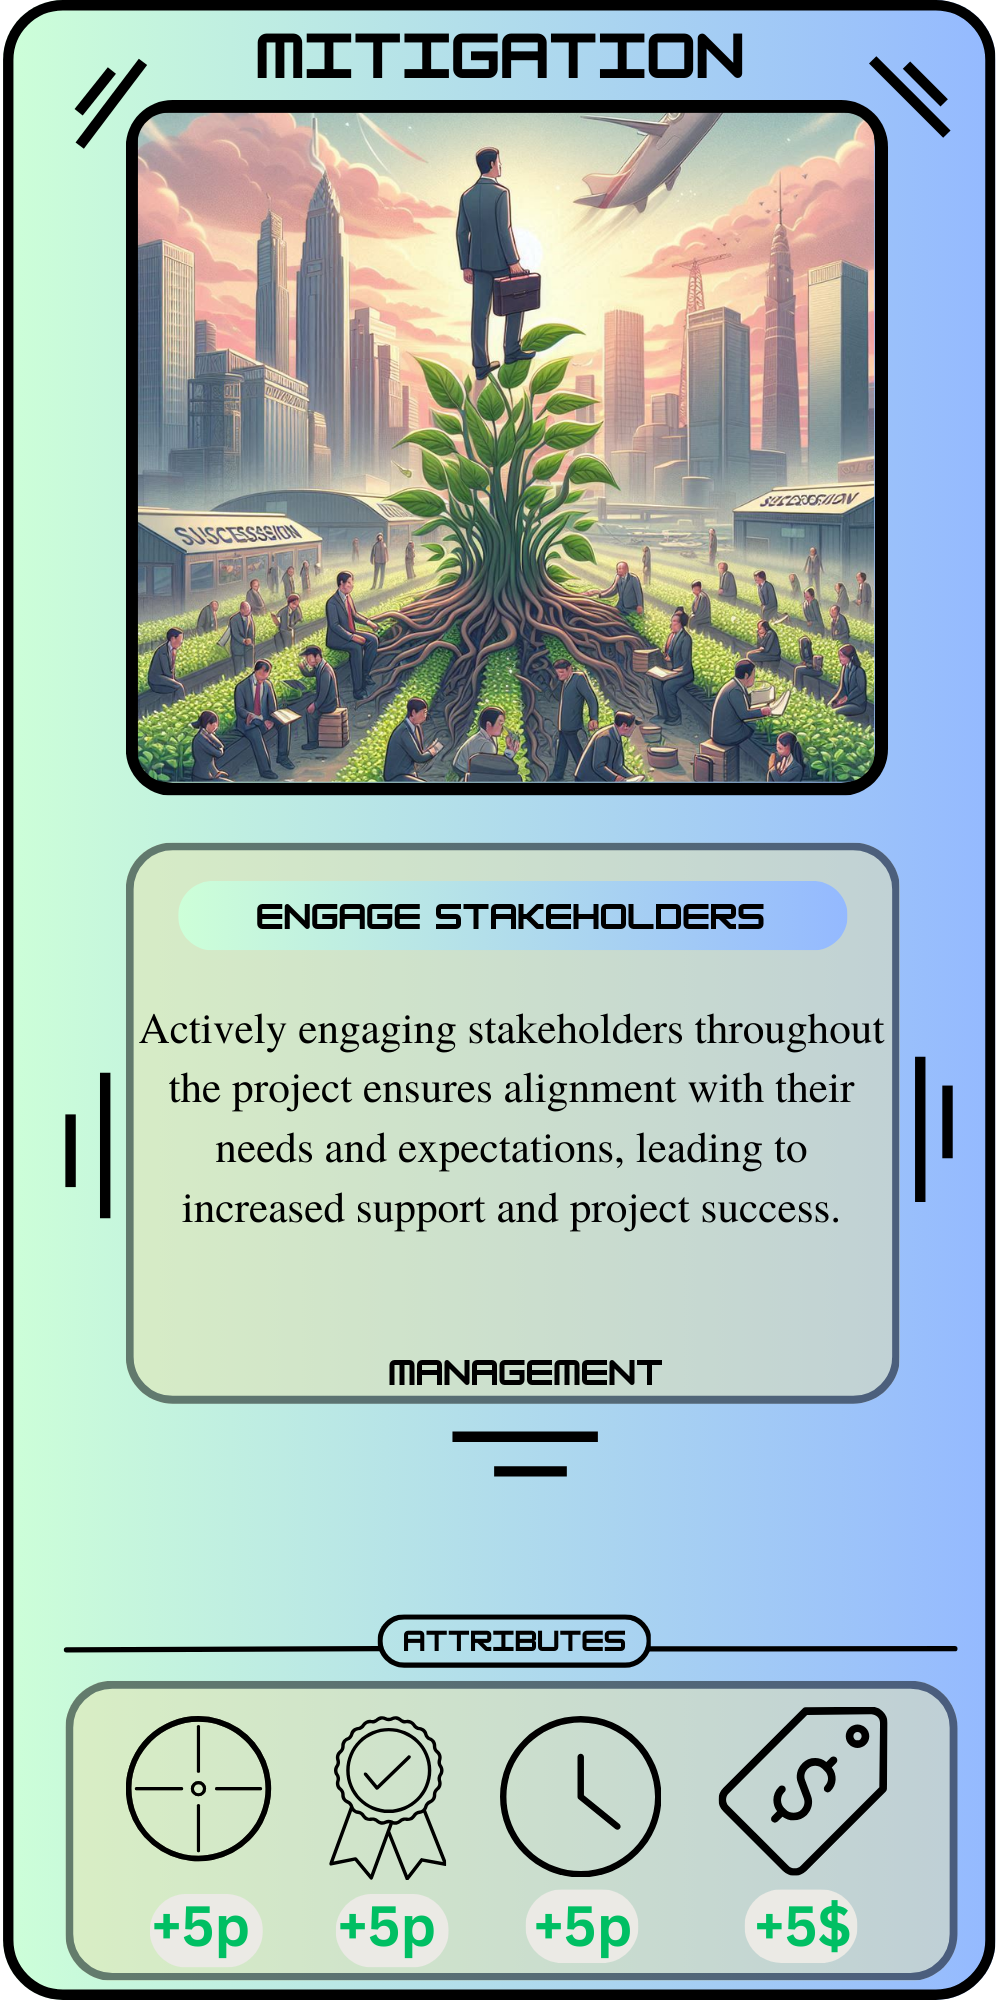 MITIGATION
SUSCESSSION
SUCCESSION
ENGAGE STAKEHOLDERS
Actively engaging stakeholders throughout
the project ensures alignment with their
needs and expectations, leading to
increased support and project success.
MANAGEMENT
ATTRIBUTES
+5p +5p +5p +5$